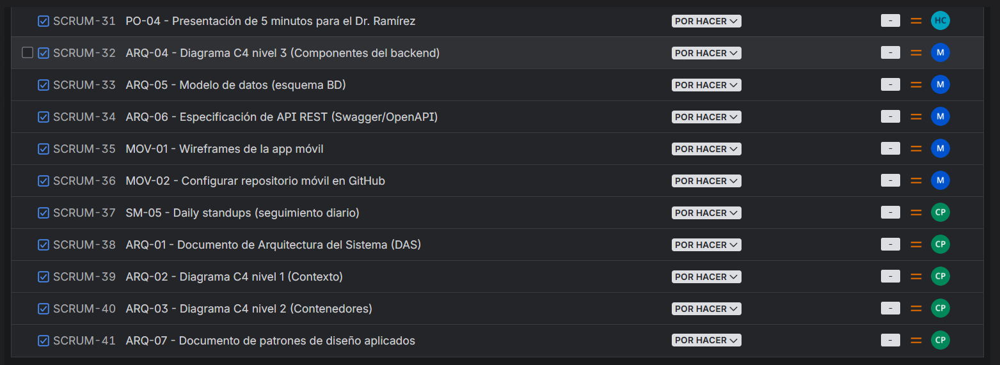 SCRUM-31 PO-04 - Presentación de 5 minutos para el Dr. Ramírez POR HACER - HC
SCRUM-32 ARQ-04 - Diagrama C4 nivel 3 (Componentes del backend) POR HACER - M
SCRUM-33 ARQ-05 - Modelo de datos (esquema BD) POR HACER - M
SCRUM-34 ARQ-06 - Especificación de API REST (Swagger/OpenAPI) POR HACER - M
SCRUM-35 MOV-01 - Wireframes de la app móvil POR HACER - M
SCRUM-36 MOV-02 - Configurar repositorio móvil en GitHub POR HACER - M
SCRUM-37 SM-05 - Daily standups (seguimiento diario) POR HACER - CP
SCRUM-38 ARQ-01 - Documento de Arquitectura del Sistema (DAS) POR HACER - CP
SCRUM-39 ARQ-02 - Diagrama C4 nivel 1 (Contexto) POR HACER - CP
SCRUM-40 ARQ-03 - Diagrama C4 nivel 2 (Contenedores) POR HACER - CP
SCRUM-41 ARQ-07 - Documento de patrones de diseño aplicados POR HACER - CP